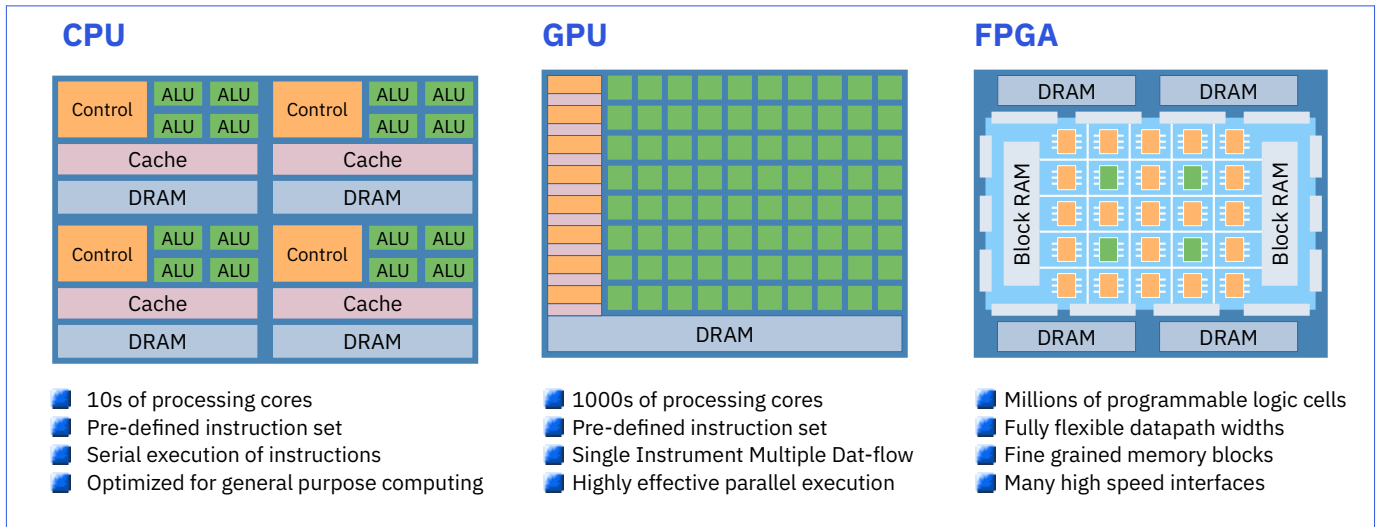 CPU
Control
ALU ALU
ALU ALU
Control
ALU ALU
ALU ALU
Cache
Cache
DRAM
DRAM
Control
ALU ALU
ALU ALU
Control
ALU ALU
ALU ALU
Cache
Cache
DRAM
DRAM
10s of processing cores
Pre-defined instruction set
Serial execution of instructions
Optimized for general purpose computing
GPU
DRAM
1000s of processing cores
Pre-defined instruction set
Single Instrument Multiple Dat-flow
Highly effective parallel execution
FPGA
DRAM
DRAM
Block RAM
Block RAM
DRAM
DRAM
Millions of programmable logic cells
Fully flexible datapath widths
Fine grained memory blocks
Many high speed interfaces